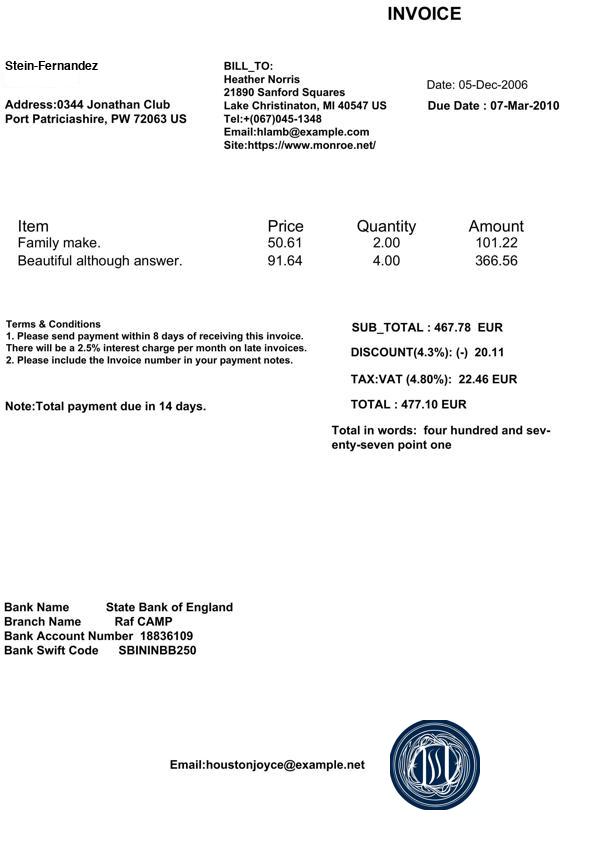 INVOICE
Stein-Fernandez
Address:0344 Jonathan Club
Port Patriciashire, PW 72063 US
BILL_TO:
Heather Norris
21890 Sanford Squares
Lake Christinaton, MI 40547 US
Tel:+(067)045-1348
Email:hlamb@example.com
Site:https://www.monroe.net/
Date: 05-Dec-2006
Due Date : 07-Mar-2010
Item Price Quantity Amount
Family make. 50.61 2.00 101.22
Beautiful although answer. 91.64 4.00 366.56
Terms & Conditions
1. Please send payment within 8 days of receiving this invoice.
There will be a 2.5% interest charge per month on late invoices.
2. Please include the Invoice number in your payment notes.
Note:Total payment due in 14 days.
SUB_TOTAL : 467.78 EUR
DISCOUNT(4.3%): (-) 20.11
TAX:VAT (4.80%): 22.46 EUR
TOTAL : 477.10 EUR
Total in words: four hundred and sev-
enty-seven point one
Bank Name State Bank of England
Branch Name Raf CAMP
Bank Account Number 18836109
Bank Swift Code SBININBB250
Email:houstonjoyce@example.net